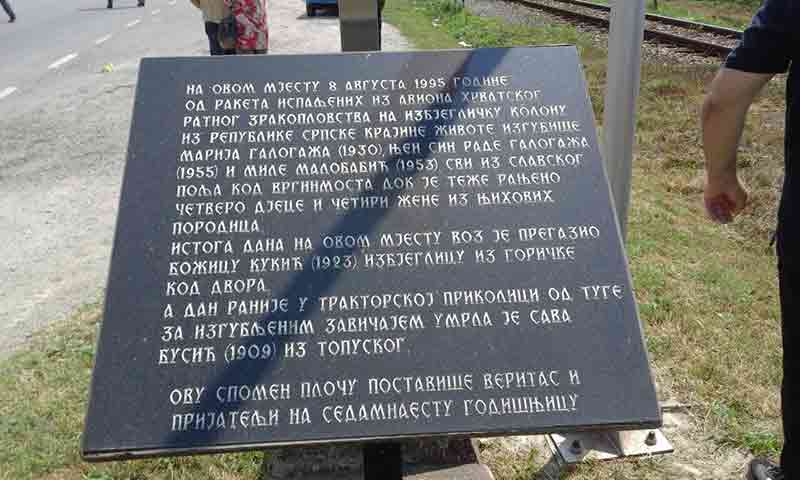 НА ОВОМ МЈЕСТУ 8 АВГУСТА 1995 ГОДИНЕ
ОД РАКЕТА ИСПАЉЕНИХ ИЗ АВИОНА ХРВАТСКОГ
РАТНОГ ЗРАКОПЛОВСТВА НА ИЗБЈЕГЛИЧКУ КОЛОНУ
ИЗ РЕПУБЛИКЕ СРПСКЕ КРАЈИНЕ ЖИВОТЕ ИЗГУБИШЕ
МАРИЈА ГАЛОГАЖА (1930), ЊЕН СИН РАДЕ ГАЛОГАЖА
(1955) И МИЛЕ МАЛОБАБИЋ (1953) СВИ ИЗ СЛАВСКОГ
ПОЉА КОД ВРГИНМОСТА ДОК ЈЕ ТЕЖЕ РАЊЕНО
ЧЕТВЕРО ДЈЕЦЕ И ЧЕТИРИ ЖЕНЕ ИЗ ЊИХОВИХ
ПОРОДИЦА.
ИСТОГА ДАНА НА ОВОМ МЈЕСТУ ВОЗ ЈЕ ПРЕГАЗИО
БОЖИЦУ КУКИЋ (1923) ИЗБЈЕГЛИЦУ ИЗ ГОРИЧКЕ
КОД ДВОРА.
А ДАН РАНИЈЕ У ТРАКТОРСКОЈ ПРИКОЛИЦИ ОД ТУГЕ
ЗА ИЗГУБЉЕНИМ ЗАВИЧАЈЕМ УМРЛА ЈЕ САВА
БУСИЋ (1909) ИЗ ТОПУСКОГ.
ОВУ СПОМЕН ПЛОЧУ ПОСТАВИШЕ ВЕРИТАС И
ПРИЈАТЕЉИ НА СЕДАМНАЕСТУ ГОДИШЊИЦУ